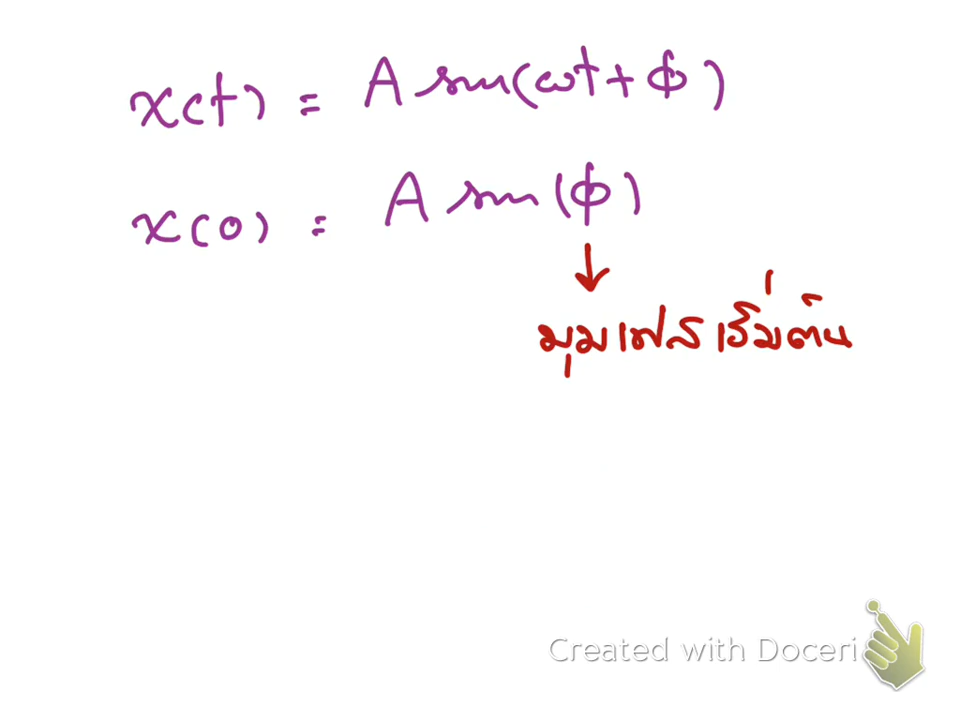 x(t) = A sin(ωt + φ)
x(0) = A sin(φ)
↓
มุมเฟสเริ่มต้น
Created with Doceri